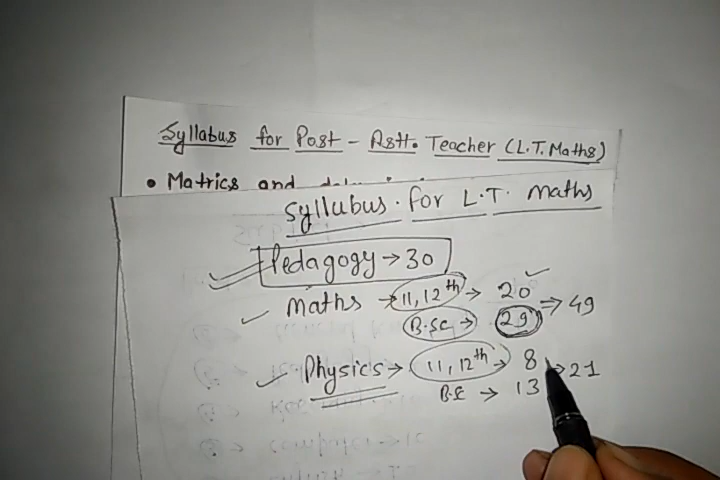 Syllabus for Post - Astt. Teacher (L.T. Maths)
• Matrics and
Syllubus. for L.T. maths
Pedagogy → 30
Maths → 11, 12th → 20
B.SC → 29 ⇒ 49
Physics → 11, 12th → 8
B.SC → 13 → 21